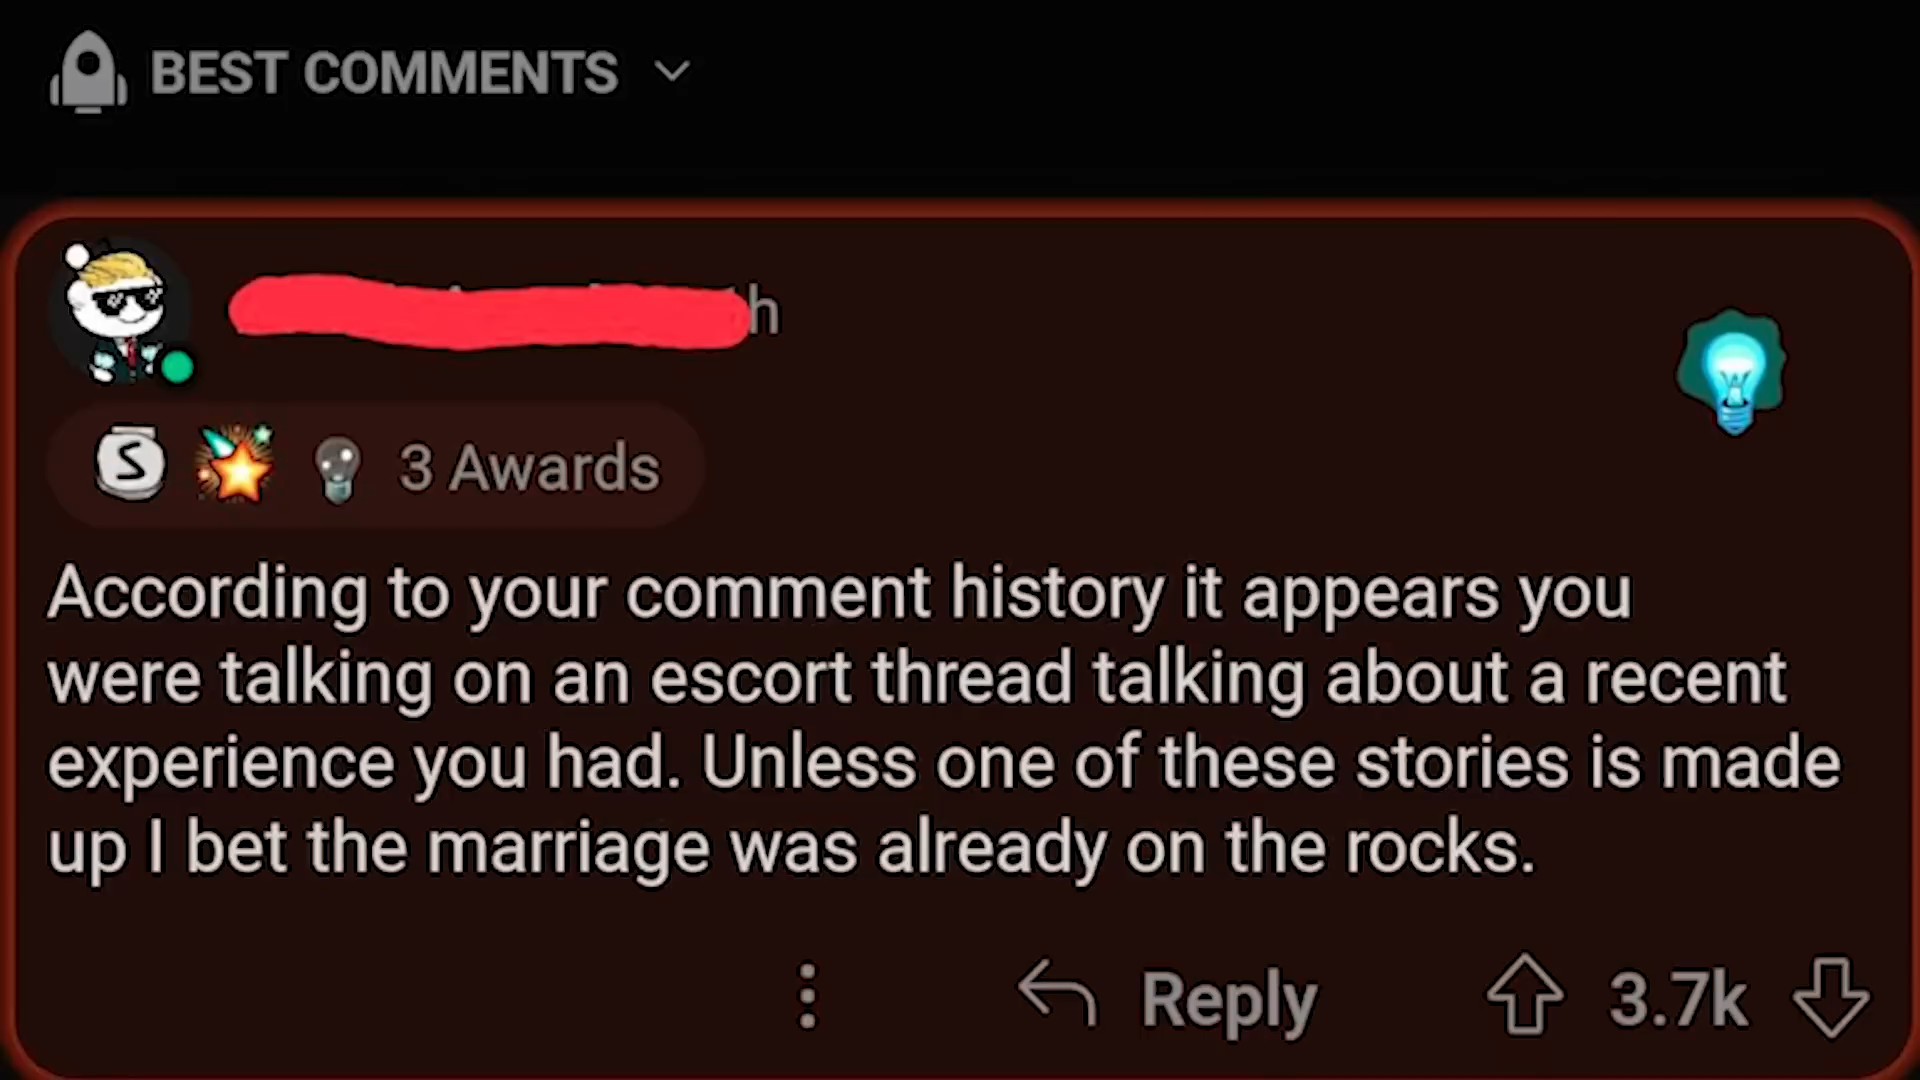 BEST COMMENTS
h
S
3 Awards
According to your comment history it appears you
were talking on an escort thread talking about a recent
experience you had. Unless one of these stories is made
up I bet the marriage was already on the rocks.
Reply 3.7k